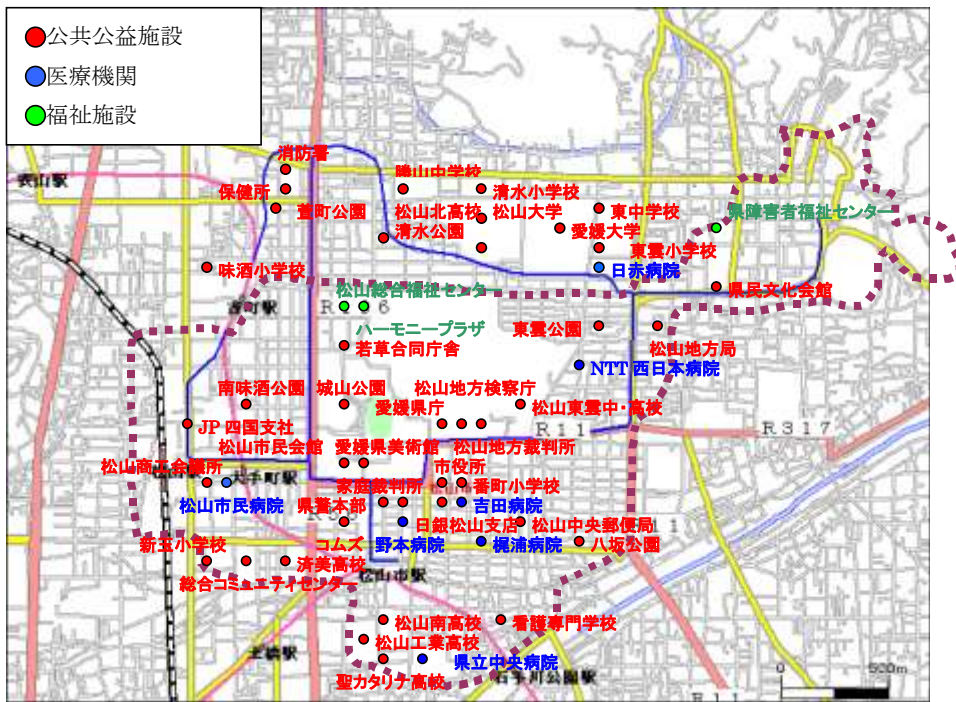 公共公益施設
医療機関
福祉施設
消防署
保健所
萱町公園
勝山中学校
清水小学校
松山北高校
松山大学
清水公園
愛媛大学
東中学校
東雲小学校
日赤病院
県障害者福祉センター
県民文化会館
味酒小学校
松山総合福祉センター
ハーモニープラザ
若草合同庁舎
東雲公園
松山地方局
NTT西日本病院
南味酒公園
城山公園
松山地方検察庁
愛媛県庁
松山東雲中・高校
R11
R317
JP四国支社
松山市民会館
愛媛県美術館
松山地方裁判所
松山商工会議所
大手町駅
市役所
家庭裁判所
番町小学校
松山市民病院
県警本部
吉田病院
日銀松山支店
松山中央郵便局
新玉小学校
コムズ
野本病院
梶浦病院
八坂公園
済美高校
総合コミュニティセンター
松山市駅
松山南高校
看護専門学校
松山工業高校
県立中央病院
聖カタリナ高校
石手川公園駅
0
500m
R11